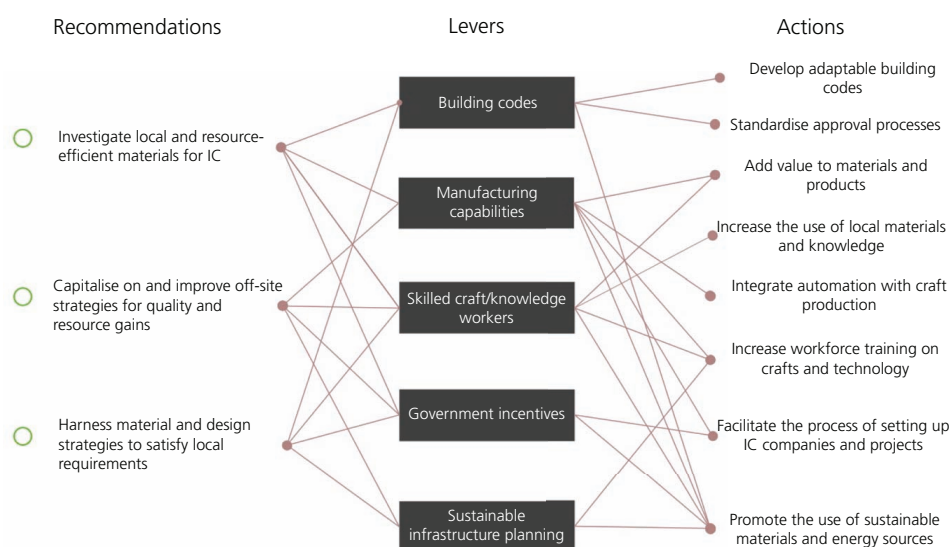 Recommendations
Levers
Actions
Investigate local and resource-
efficient materials for IC
Capitalise on and improve off-site
strategies for quality and
resource gains
Harness material and design
strategies to satisfy local
requirements
Building codes
Manufacturing
capabilities
Skilled craft/knowledge
workers
Government incentives
Sustainable
infrastructure planning
Develop adaptable building
codes
Standardise approval processes
Add value to materials and
products
Increase the use of local materials
and knowledge
Integrate automation with craft
production
Increase workforce training on
crafts and technology
Facilitate the process of setting up
IC companies and projects
Promote the use of sustainable
materials and energy sources